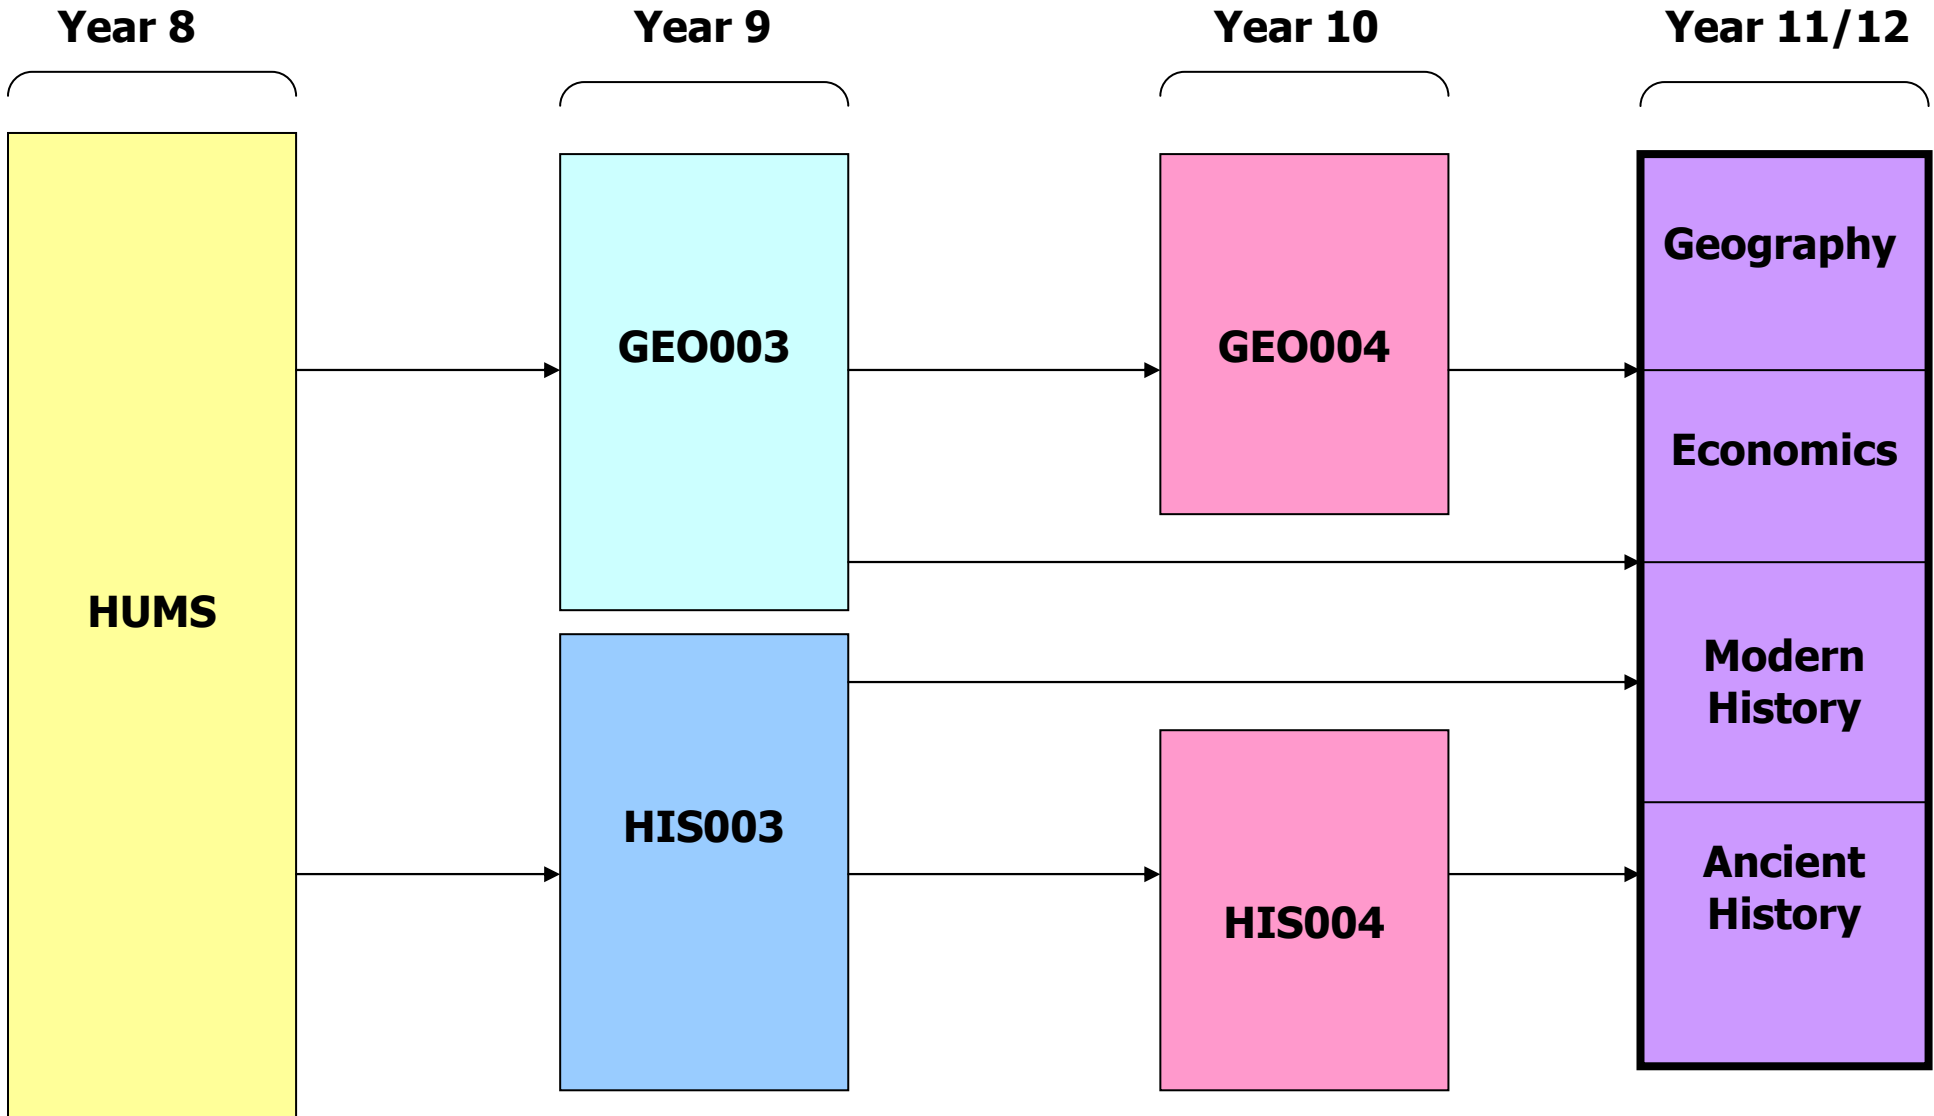 Year 8
Year 9
Year 10
Year 11/12
HUMS
GEO003
HIS003
GEO004
HIS004
Geography
Economics
Modern
History
Ancient
History